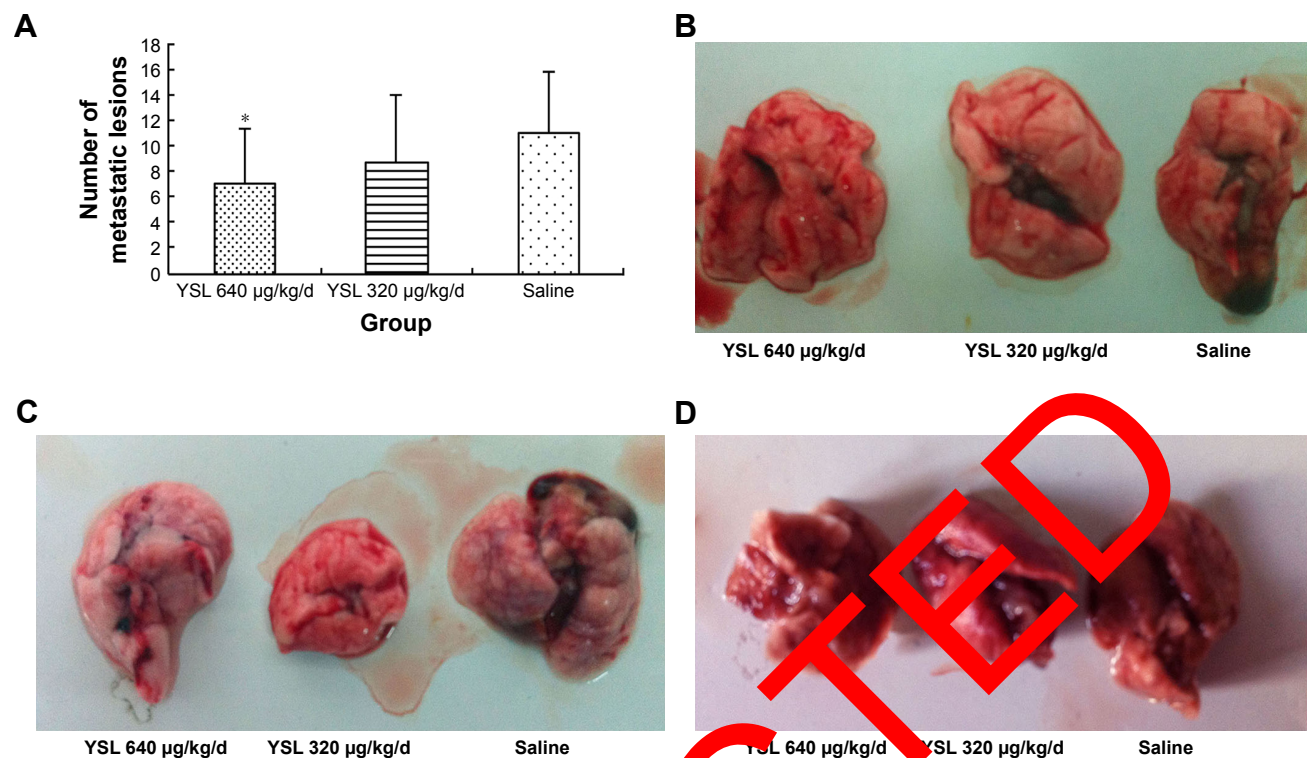 A
18
16
14
12
10
8
6
4
2
0
Number of
metastatic lesions
*
YSL 640 µg/kg/d YSL 320 µg/kg/d Saline
Group
B
YSL 640 µg/kg/d YSL 320 µg/kg/d Saline
C
YSL 640 µg/kg/d YSL 320 µg/kg/d Saline
D
YSL 640 µg/kg/d YSL 320 µg/kg/d Saline
CTED